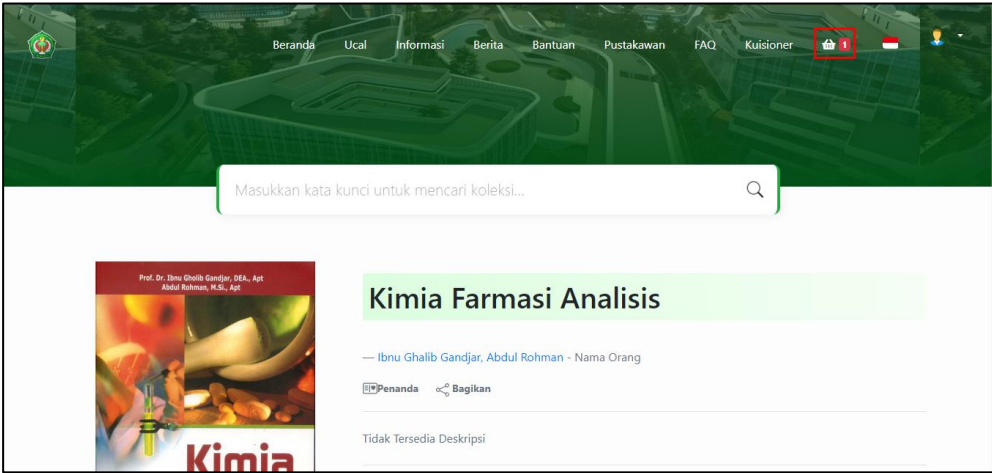 Beranda Ucal Informasi Berita Bantuan Pustakawan FAQ Kuisioner 1
Masukkan kata kunci untuk mencari koleksi...
Prof. Dr. Ibnu Gholib Gandjar, DEA., Apt
Abdul Rohman, M.Si., Apt
Kimia
Kimia Farmasi Analisis
— Ibnu Ghalib Gandjar, Abdul Rohman - Nama Orang
Penanda Bagikan
Tidak Tersedia Deskripsi